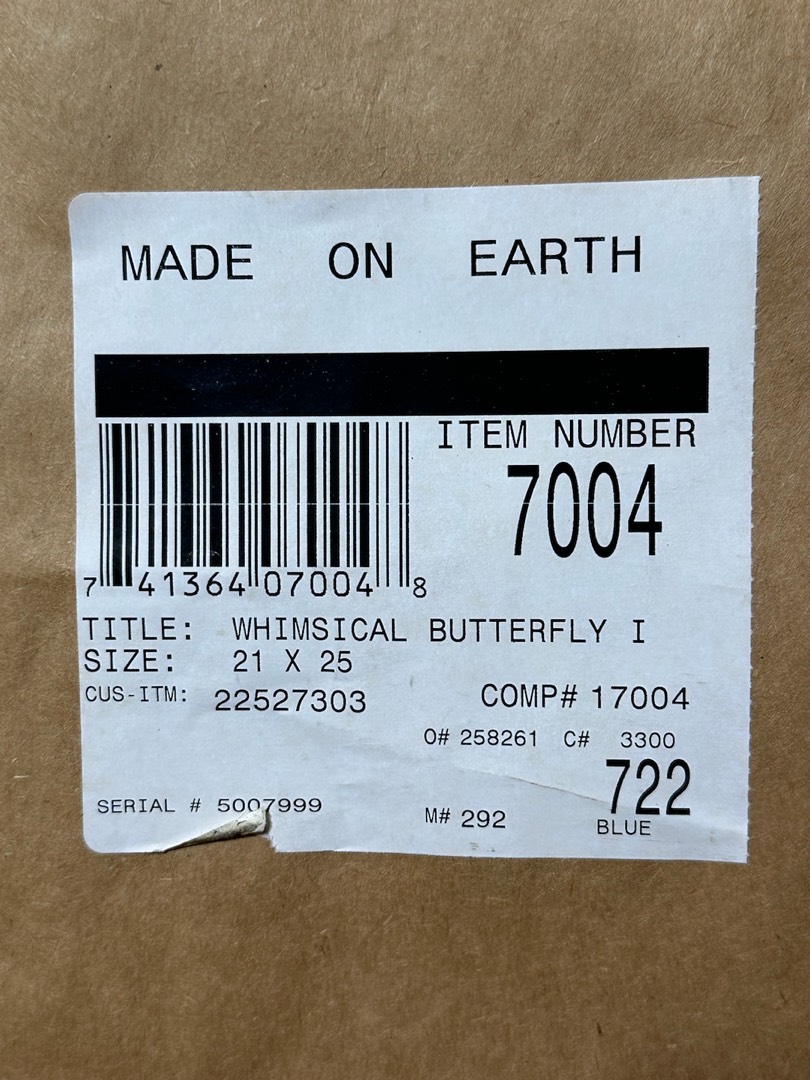 MADE ON EARTH
ITEM NUMBER
7004
7 41364 07004 8
TITLE: WHIMSICAL BUTTERFLY I
SIZE: 21 X 25
CUS-ITM: 22527303 COMP# 17004
O# 258261 C# 3300
722
SERIAL # 5007999 M# 292
BLUE